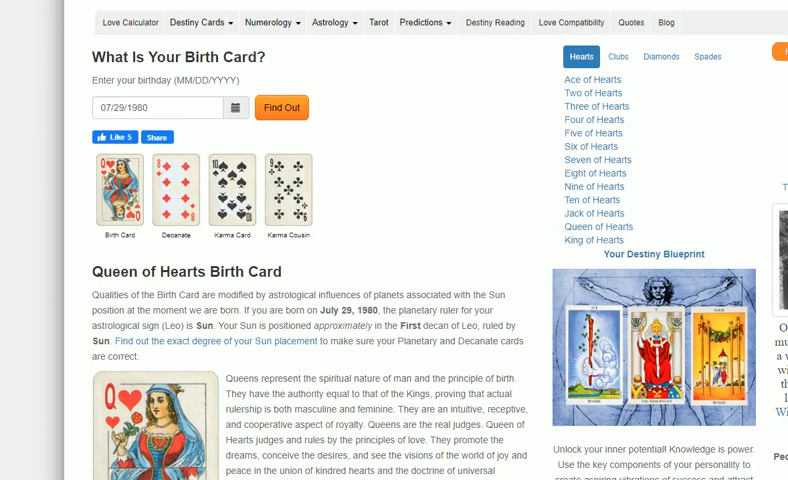 Love Calculator Destiny Cards Numerology Astrology Tarot Predictions Destiny Reading Love Compatibility Quotes Blog
What Is Your Birth Card?
Enter your birthday (MM/DD/YYYY)
07/29/1980 Find Out
Like 5 Share
Birth Card Decanate Karma Card Karma Cousin
Queen of Hearts Birth Card
Qualities of the Birth Card are modified by astrological influences of planets associated with the Sun
position at the moment we are born. If you are born on July 29, 1980, the planetary ruler for your
astrological sign (Leo) is Sun. Your Sun is positioned approximately in the First decan of Leo, ruled by
Sun. Find out the exact degree of your Sun placement to make sure your Planetary and Decanate cards
are correct.
Queens represent the spiritual nature of man and the principle of birth.
They have the authority equal to that of the Kings, proving that actual
rulership is both masculine and feminine. They are an intuitive, receptive,
and cooperative aspect of royalty. Queens are the real judges. Queen of
Hearts judges and rules by the principles of love. They promote the
dreams, conceive the desires, and see the visions of the world of joy and
peace in the union of kindred hearts and the doctrine of universal
Q
Hearts Clubs Diamonds Spades
Ace of Hearts
Two of Hearts
Three of Hearts
Four of Hearts
Five of Hearts
Six of Hearts
Seven of Hearts
Eight of Hearts
Nine of Hearts
Ten of Hearts
Jack of Hearts
Queen of Hearts
King of Hearts
Your Destiny Blueprint
ACE V FOUR
WANDS WANDS
Unlock your inner potential! Knowledge is power.
Use the key components of your personality to
create aspiring vibrations of success and attract